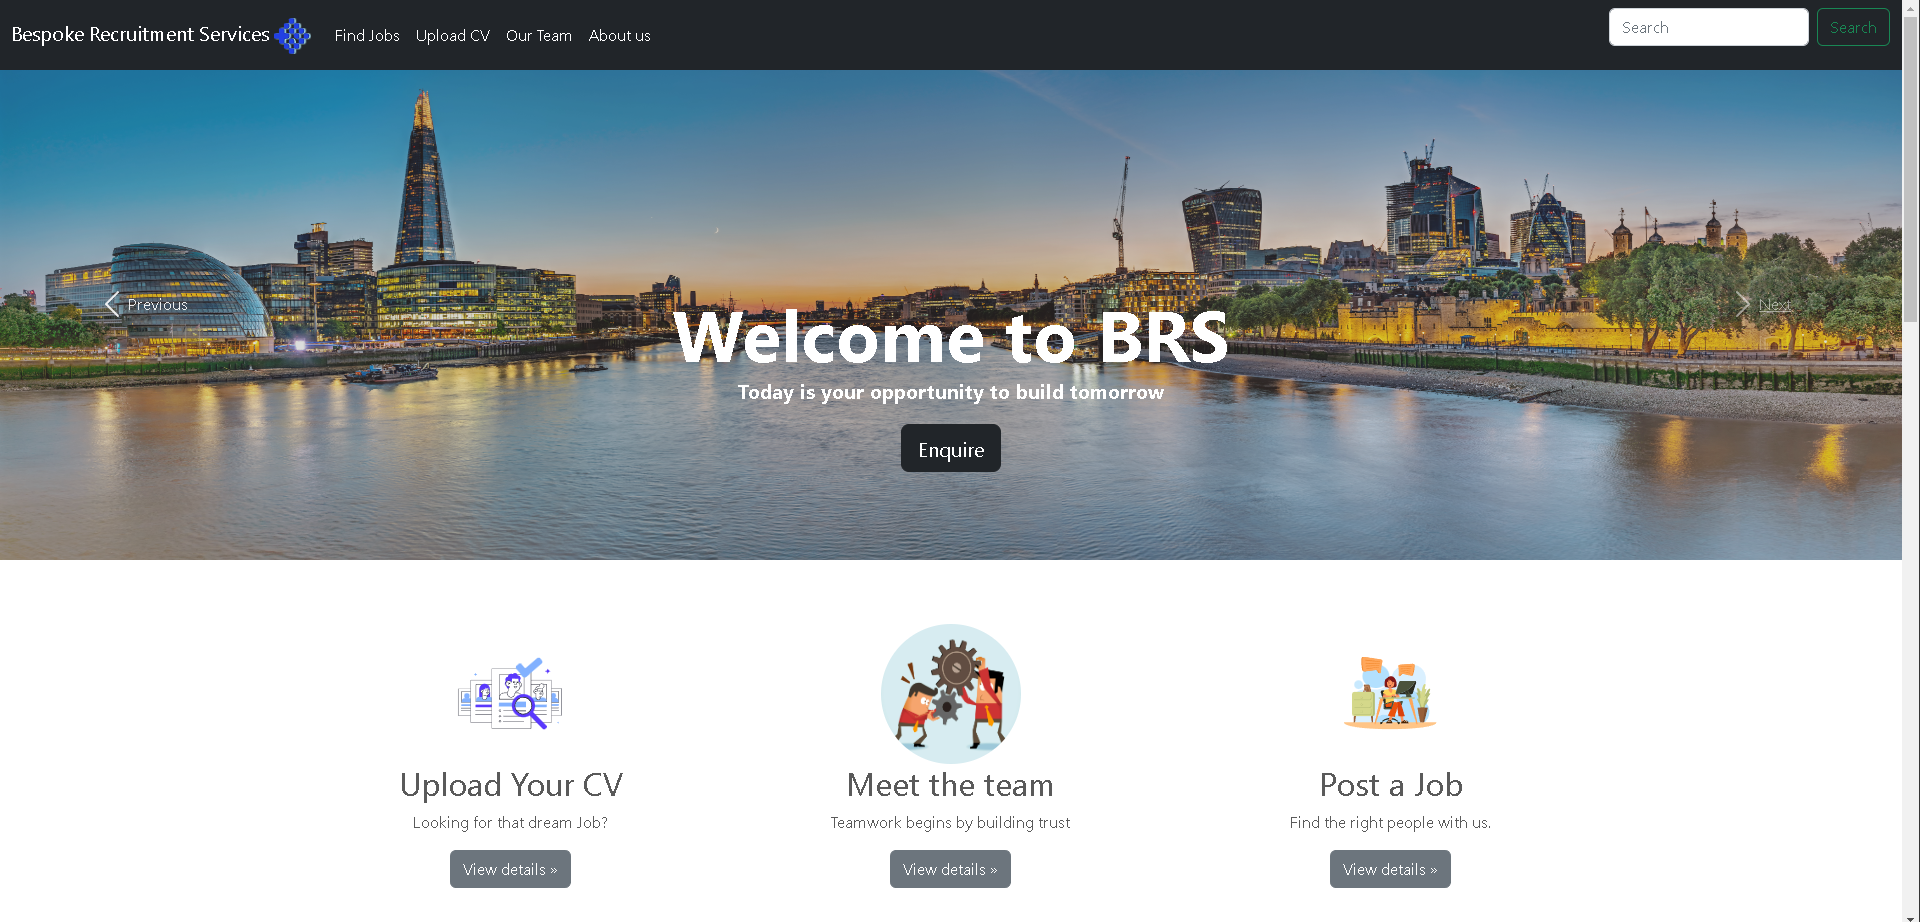 Bespoke Recruitment Services
Find Jobs
Upload CV
Our Team
About us
Search
Search
Previous
Next
Welcome to BRS
Today is your opportunity to build tomorrow
Enquire
Upload Your CV
Looking for that dream Job?
View details »
Meet the team
Teamwork begins by building trust
View details »
Post a Job
Find the right people with us.
View details »